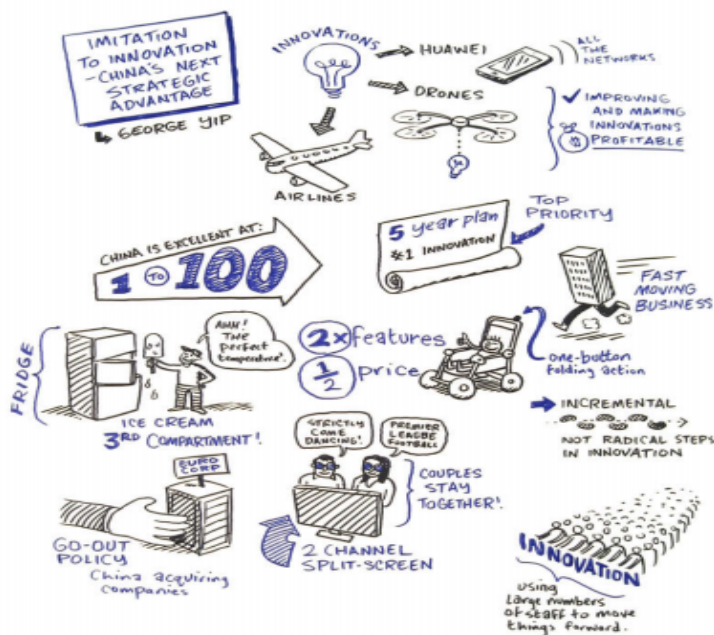 IMITATION
TO INNOVATION
-CHINA'S NEXT
STRATEGIC
ADVANTAGE
GEORGE YIP
INNOVATIONS
HUAWEI
ALL
THE
NETWORKS
DRONES
AIRLINES
IMPROVING
AND MAKING
INNOVATIONS
PROFITABLE
CHINA IS EXCELLENT AT:
1 TO 100
5 year plan
#1 INNOVATION
TOP
PRIORITY
FAST
MOVING
BUSINESS
FRIDGE
AHH!
THE
perfect
temperature!
ICE CREAM
3RD COMPARTMENT!
2x features
1/2 price
one-button
folding action
INCREMENTAL
NOT RADICAL STEPS
IN INNOVATION
EURO
CORP
GO-OUT
POLICY
China acquiring
companies
STRICTLY
COME
DANCING!
PREMIER
LEAGUE
FOOTBALL
COUPLES
STAY
TOGETHER!
2 CHANNEL
SPLIT-SCREEN
INNOVATION
using
large numbers
of staff to move
things forward.